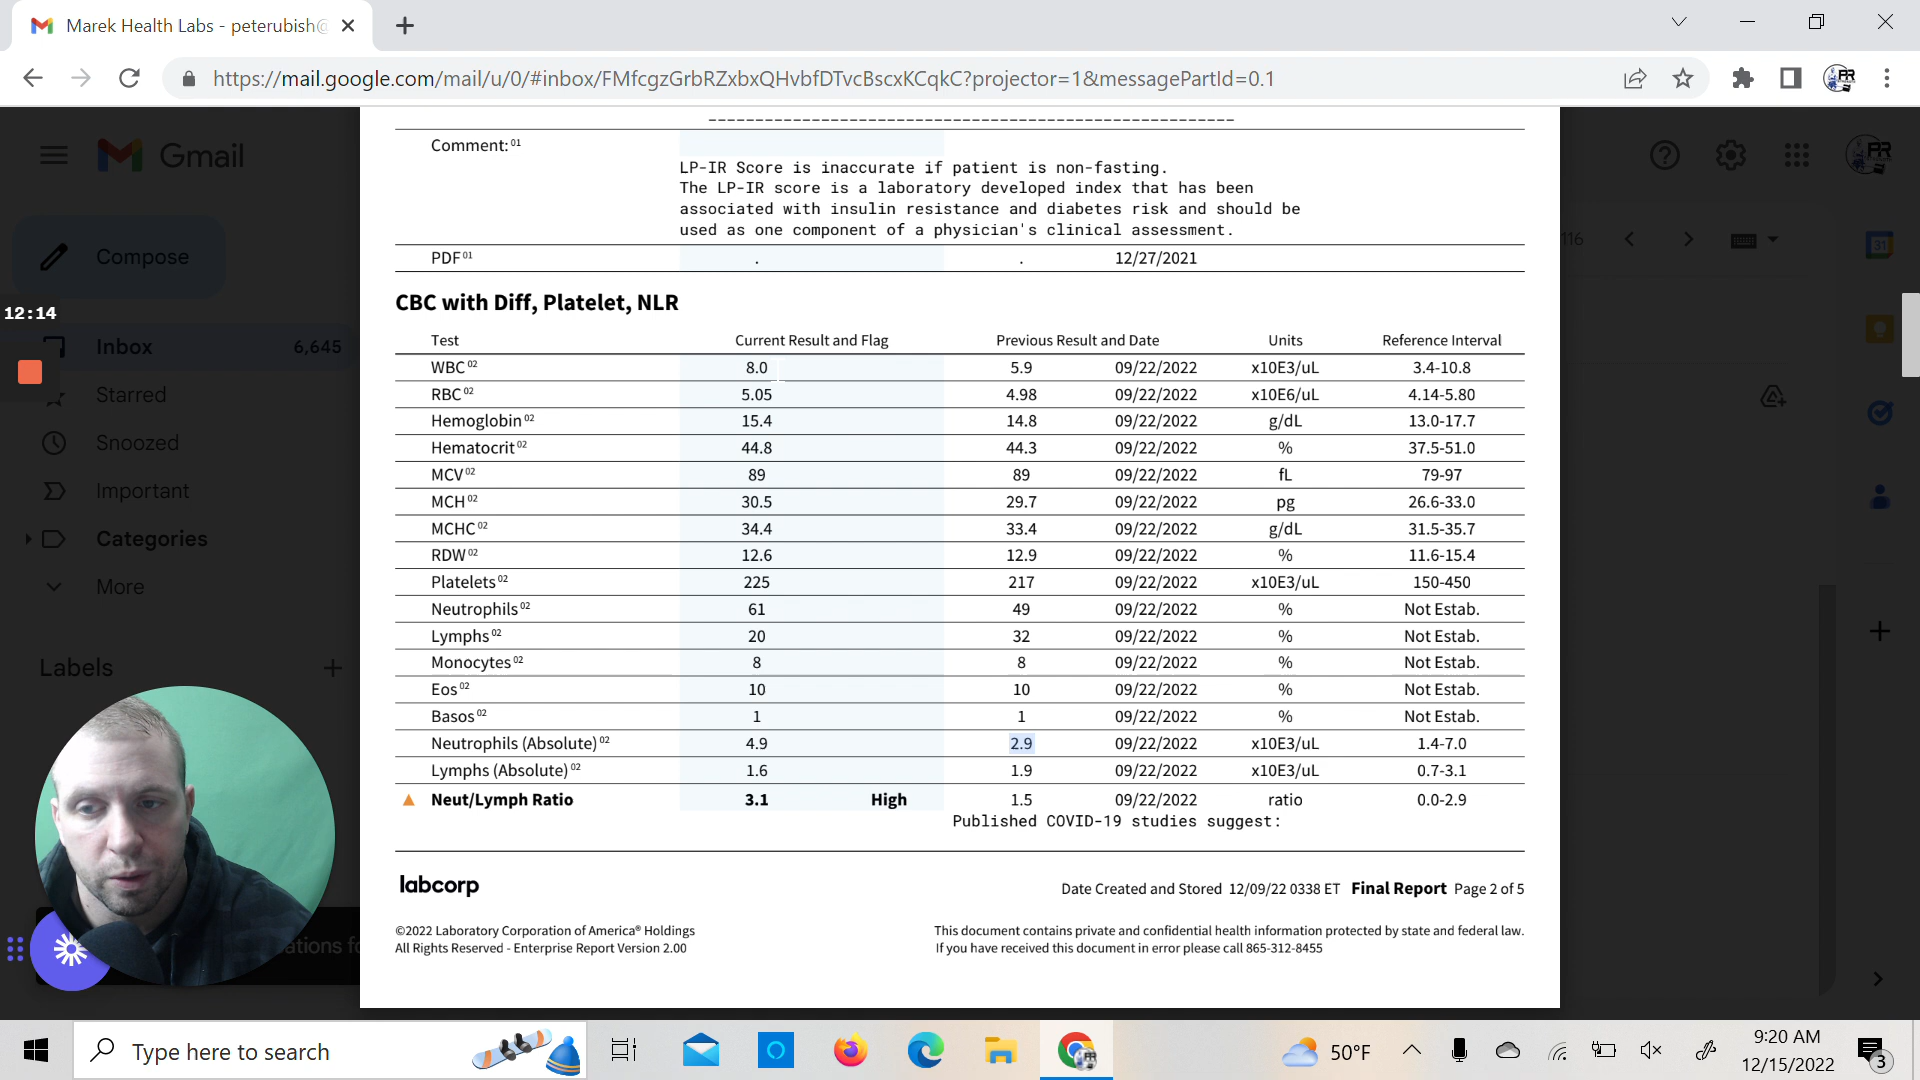 Marek Health Labs - peterubish@
https://mail.google.com/mail/u/0/#inbox/FMfcgzGrbRZxbxQHvbfDTvcBscxKCqkC?projector=1&messagePartId=0.1
Gmail
Compose
12:14
Inbox 6,645
Starred
Snoozed
Important
Categories
More
Labels
116
31
PR
Comment: 01
LP-IR Score is inaccurate if patient is non-fasting.
The LP-IR score is a laboratory developed index that has been
associated with insulin resistance and diabetes risk and should be
used as one component of a physician's clinical assessment.
PDF 01 . . 12/27/2021
CBC with Diff, Platelet, NLR
Test Current Result and Flag Previous Result and Date Units Reference Interval
WBC 02 8.0 5.9 09/22/2022 x10E3/uL 3.4-10.8
RBC 02 5.05 4.98 09/22/2022 x10E6/uL 4.14-5.80
Hemoglobin 02 15.4 14.8 09/22/2022 g/dL 13.0-17.7
Hematocrit 02 44.8 44.3 09/22/2022 % 37.5-51.0
MCV 02 89 89 09/22/2022 fL 79-97
MCH 02 30.5 29.7 09/22/2022 pg 26.6-33.0
MCHC 02 34.4 33.4 09/22/2022 g/dL 31.5-35.7
RDW 02 12.6 12.9 09/22/2022 % 11.6-15.4
Platelets 02 225 217 09/22/2022 x10E3/uL 150-450
Neutrophils 02 61 49 09/22/2022 % Not Estab.
Lymphs 02 20 32 09/22/2022 % Not Estab.
Monocytes 02 8 8 09/22/2022 % Not Estab.
Eos 02 10 10 09/22/2022 % Not Estab.
Basos 02 1 1 09/22/2022 % Not Estab.
Neutrophils (Absolute) 02 4.9 2.9 09/22/2022 x10E3/uL 1.4-7.0
Lymphs (Absolute) 02 1.6 1.9 09/22/2022 x10E3/uL 0.7-3.1
Neut/Lymph Ratio 3.1 High 1.5 09/22/2022 ratio 0.0-2.9
Published COVID-19 studies suggest:
labcorp
Date Created and Stored 12/09/22 0338 ET Final Report Page 2 of 5
©2022 Laboratory Corporation of America® Holdings
All Rights Reserved - Enterprise Report Version 2.00
This document contains private and confidential health information protected by state and federal law.
If you have received this document in error please call 865-312-8455
Type here to search
50°F
9:20 AM
12/15/2022
3